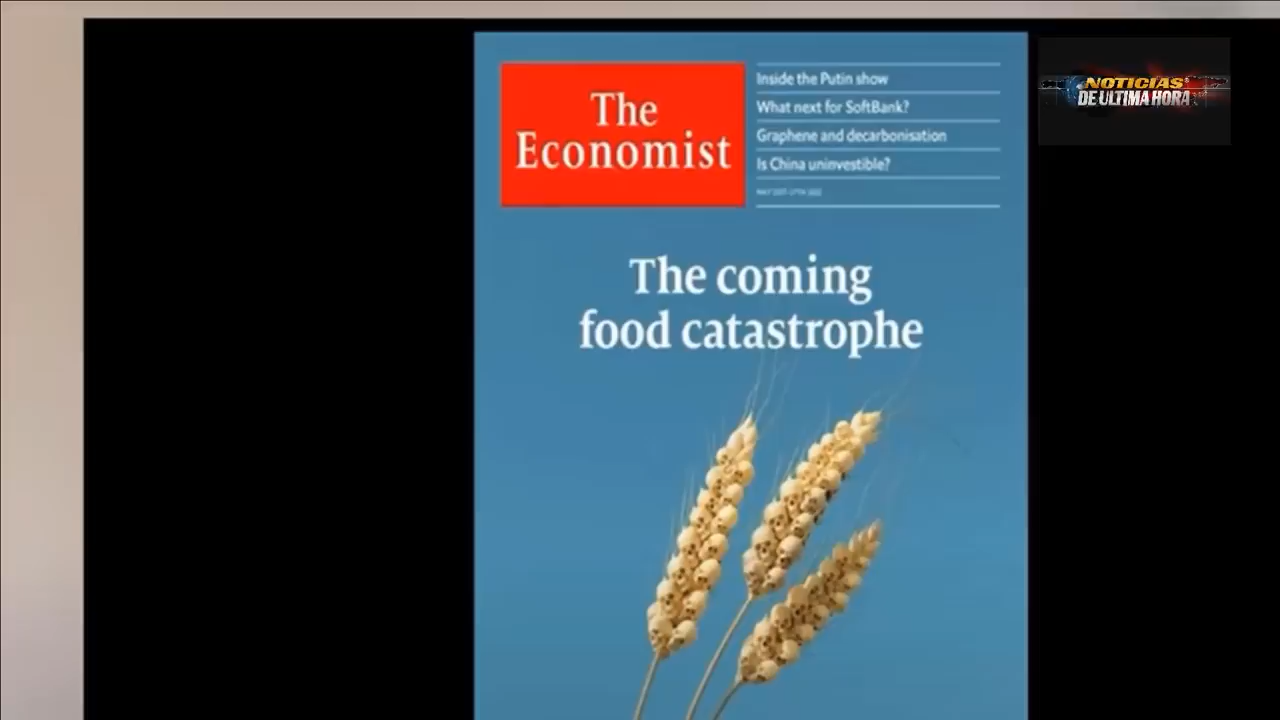 The
Economist
Inside the Putin show
What next for SoftBank?
Graphene and decarbonisation
Is China uninvestible?
The coming
food catastrophe
NOTICIAS
DE ULTIMA HORA